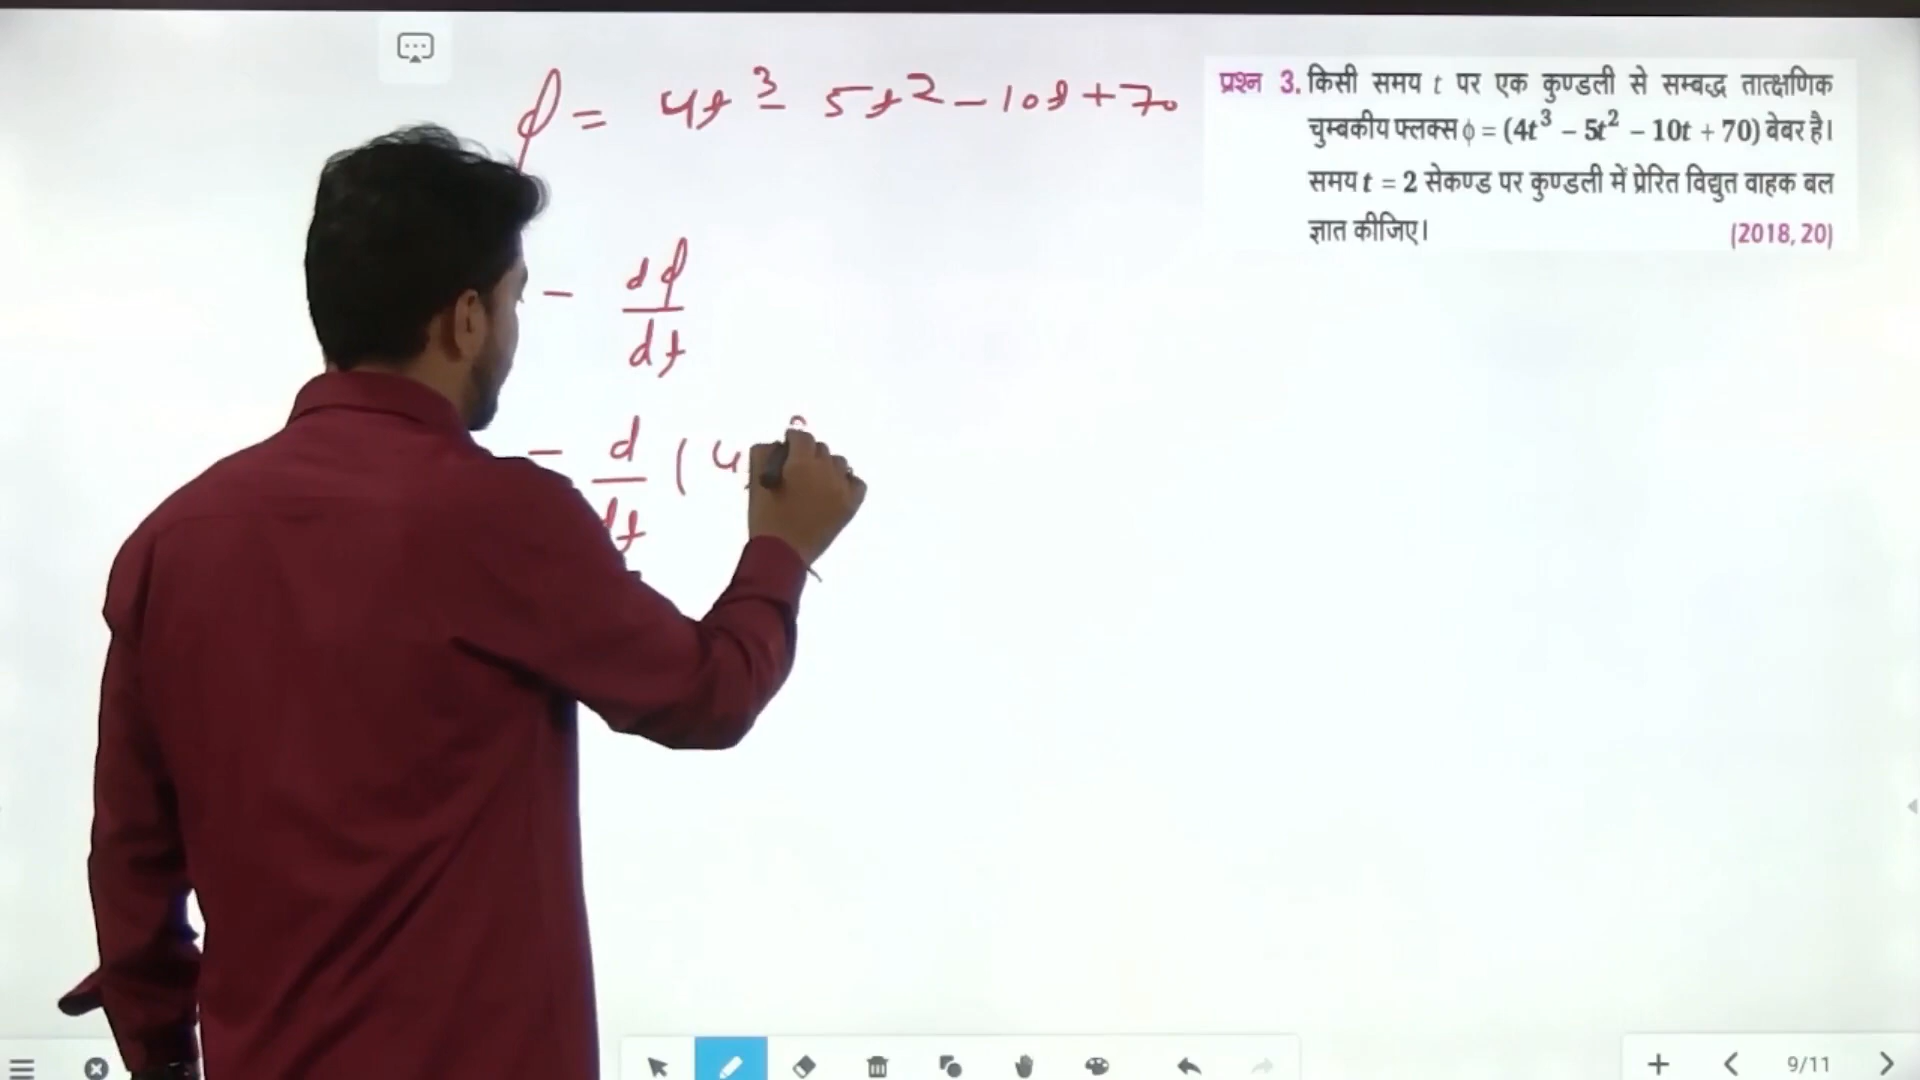 ϕ = 4t³ - 5t² - 10t + 70
- dϕ/dt
- d/dt (4
प्रश्न 3. किसी समय t पर एक कुण्डली से सम्बद्ध तात्क्षणिक
चुम्बकीय फ्लक्स ϕ = (4t³ – 5t² – 10t + 70) वेबर है।
समय t = 2 सेकण्ड पर कुण्डली में प्रेरित विद्युत वाहक बल
ज्ञात कीजिए। (2018, 20)
9/11